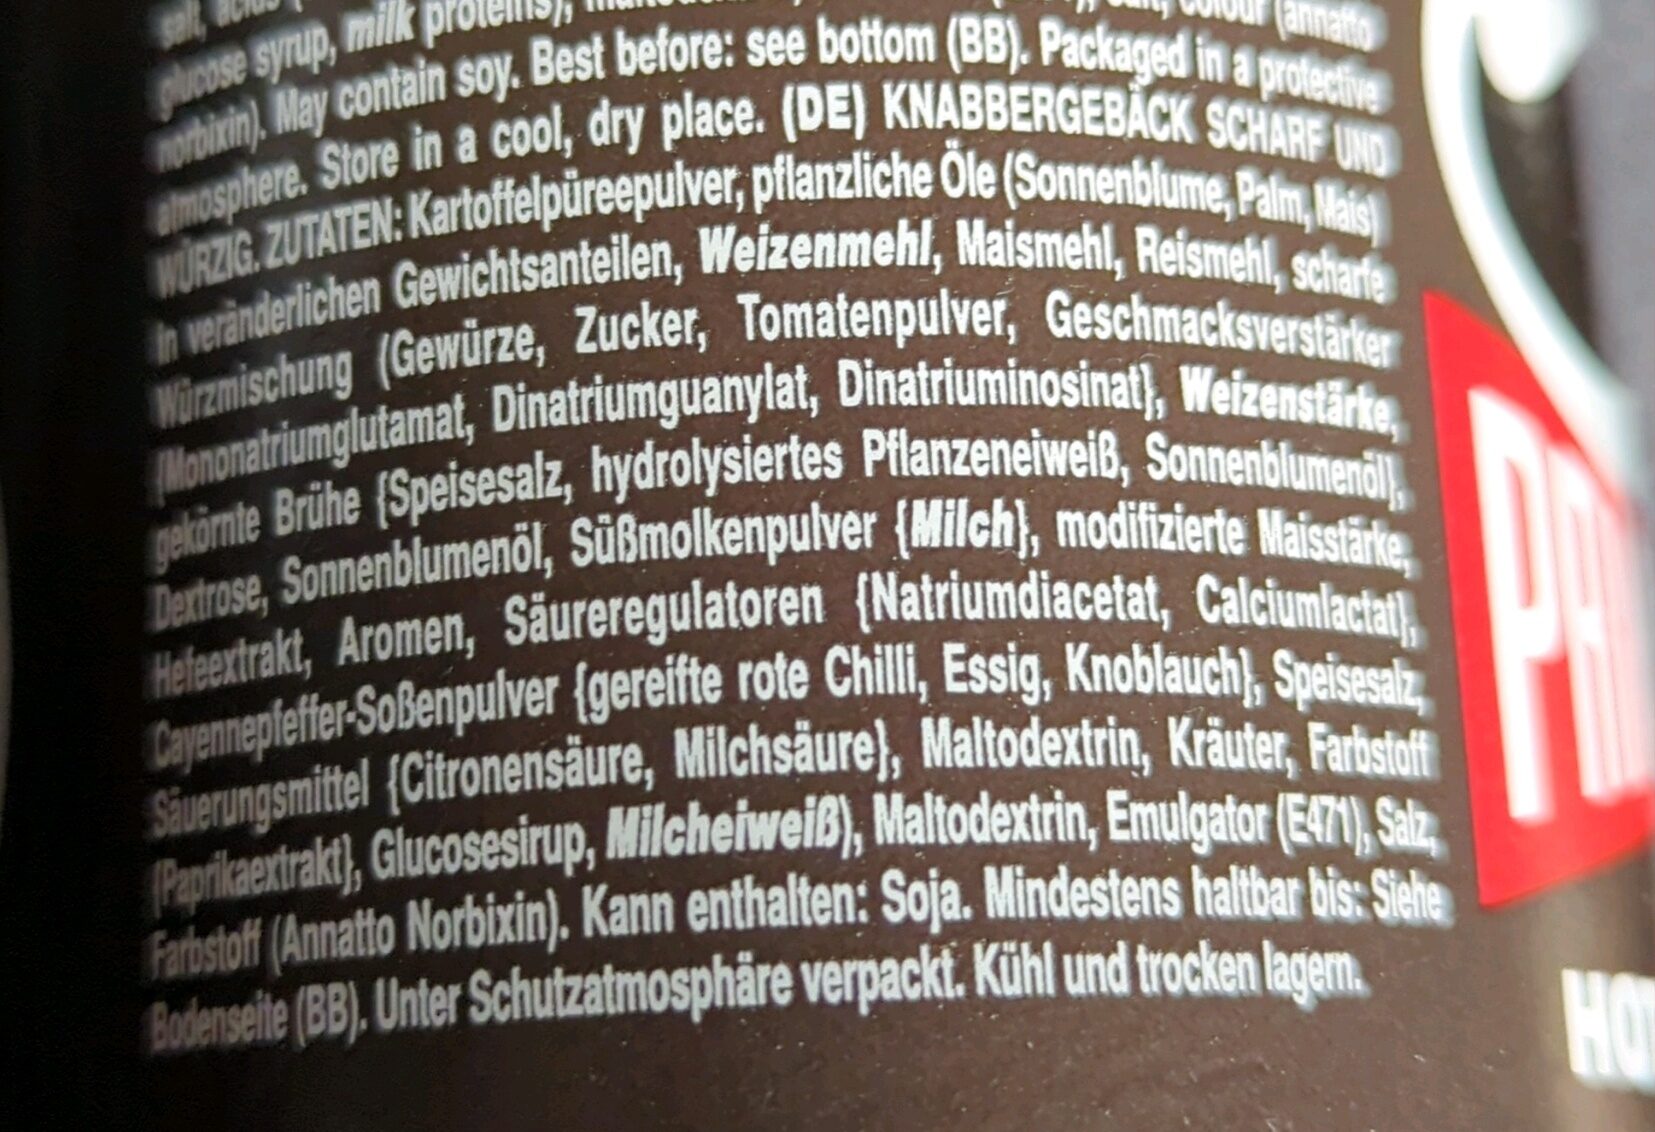 salt, acids
glucose syrup, milk proteins), colour (annatto
norbixin). May contain soy. Best before: see bottom (BB). Packaged in a protective
atmosphere. Store in a cool, dry place. (DE) KNABBERGEBÄCK SCHARF UND
WÜRZIG. ZUTATEN: Kartoffelpüreepulver, pflanzliche Öle (Sonnenblume, Palm, Mais)
In veränderlichen Gewichtsanteilen, Weizenmehl, Maismehl, Reismehl, scharfe
Würzmischung (Gewürze, Zucker, Tomatenpulver, Geschmacksverstärker
{Mononatriumglutamat, Dinatriumguanylat, Dinatriuminosinat}, Weizenstärke,
gekörnte Brühe {Speisesalz, hydrolysiertes Pflanzeneiweiß, Sonnenblumenöl},
Dextrose, Sonnenblumenöl, Süßmolkenpulver {Milch}, modifizierte Maisstärke,
Hefeextrakt, Aromen, Säureregulatoren {Natriumdiacetat, Calciumlactat},
Cayennepfeffer-Soßenpulver {gereifte rote Chilli, Essig, Knoblauch}, Speisesalz,
Säuerungsmittel {Citronensäure, Milchsäure}, Maltodextrin, Kräuter, Farbstoff
{Paprikaextrakt}, Glucosesirup, Milcheiweiß), Maltodextrin, Emulgator (E471), Salz,
Farbstoff (Annatto Norbixin). Kann enthalten: Soja. Mindestens haltbar bis: Siehe
Bodenseite (BB). Unter Schutzatmosphäre verpackt. Kühl und trocken lagern.